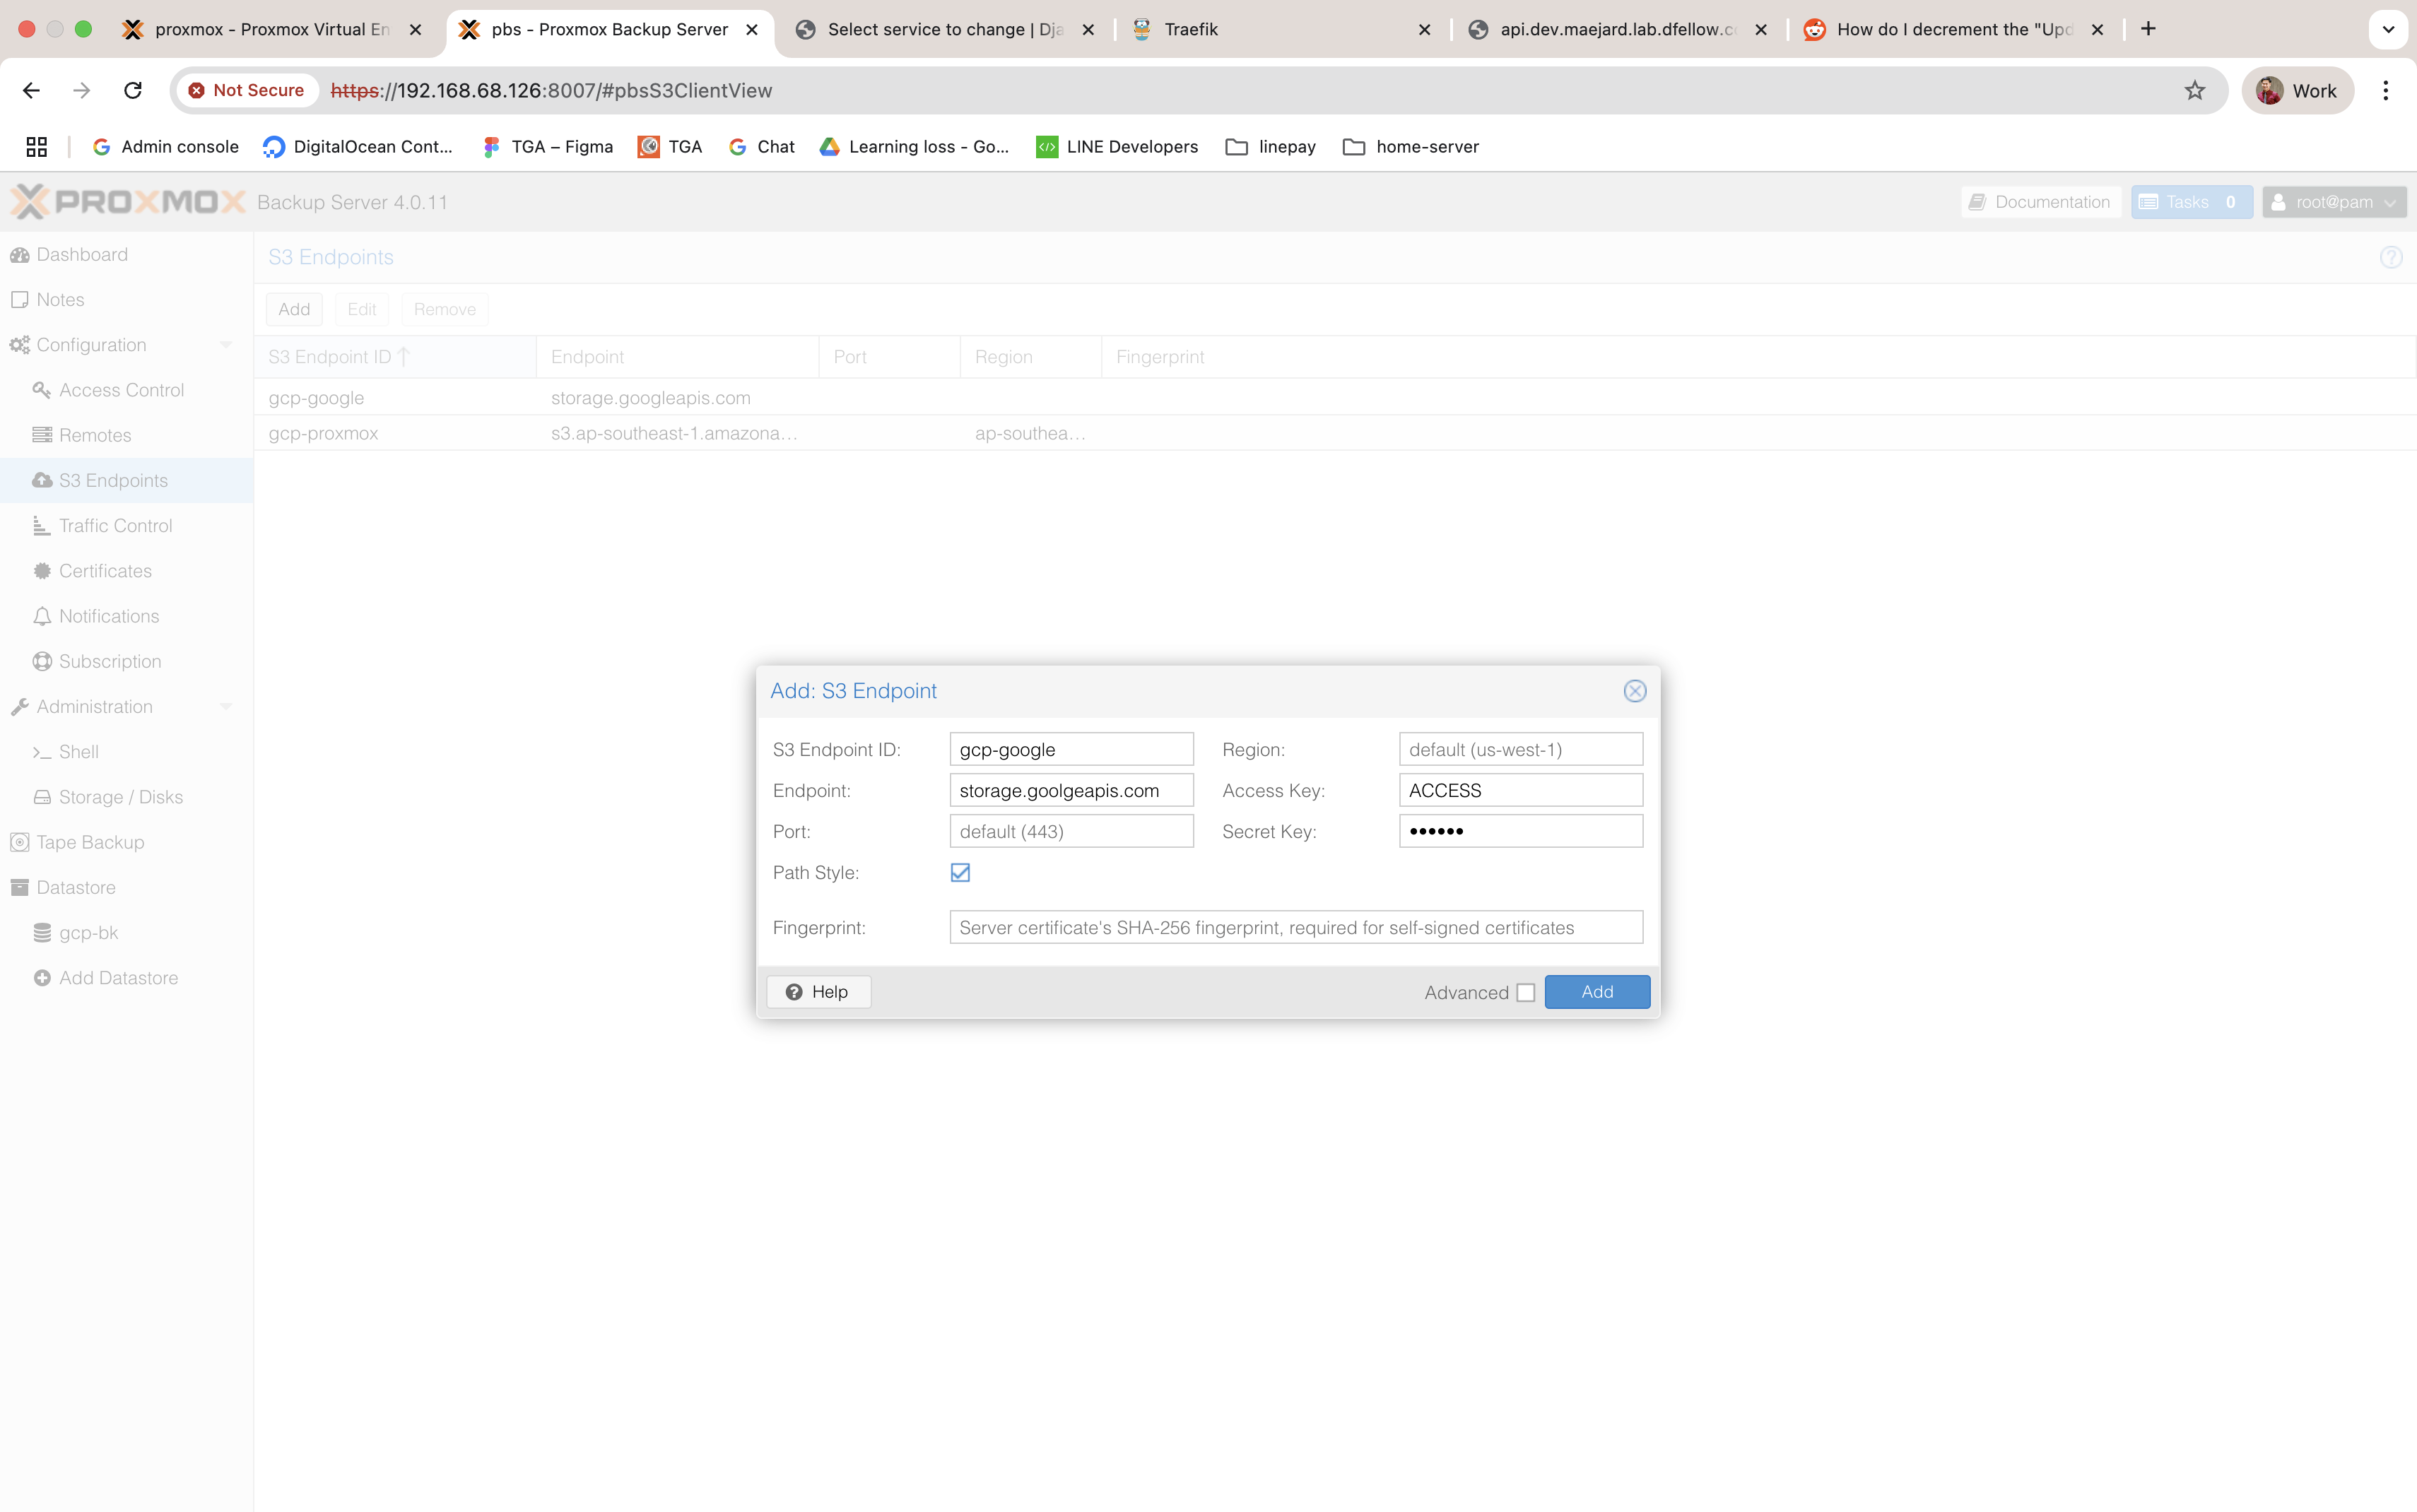 proxmox - Proxmox Virtual En
pbs - Proxmox Backup Server
Select service to change | Dja
Traefik
api.dev.maejard.lab.dfellow.c
How do I decrement the "Upd
Not Secure
https://192.168.68.126:8007/#pbsS3ClientView
Work
Admin console
DigitalOcean Cont...
TGA – Figma
TGA
Chat
Learning loss - Go...
LINE Developers
linepay
home-server
PROXMOX Backup Server 4.0.11
Documentation
Tasks 0
root@pam
Dashboard
Notes
Configuration
Access Control
Remotes
S3 Endpoints
Traffic Control
Certificates
Notifications
Subscription
Administration
Shell
Storage / Disks
Tape Backup
Datastore
gcp-bk
Add Datastore
S3 Endpoints
Add Edit Remove
S3 Endpoint ID Endpoint Port Region Fingerprint
gcp-google storage.googleapis.com
gcp-proxmox s3.ap-southeast-1.amazona... ap-southea...
Add: S3 Endpoint
S3 Endpoint ID: gcp-google Region: default (us-west-1)
Endpoint: storage.goolgeapis.com Access Key: ACCESS
Port: default (443) Secret Key: ••••••
Path Style:
Fingerprint: Server certificate's SHA-256 fingerprint, required for self-signed certificates
Help Advanced Add